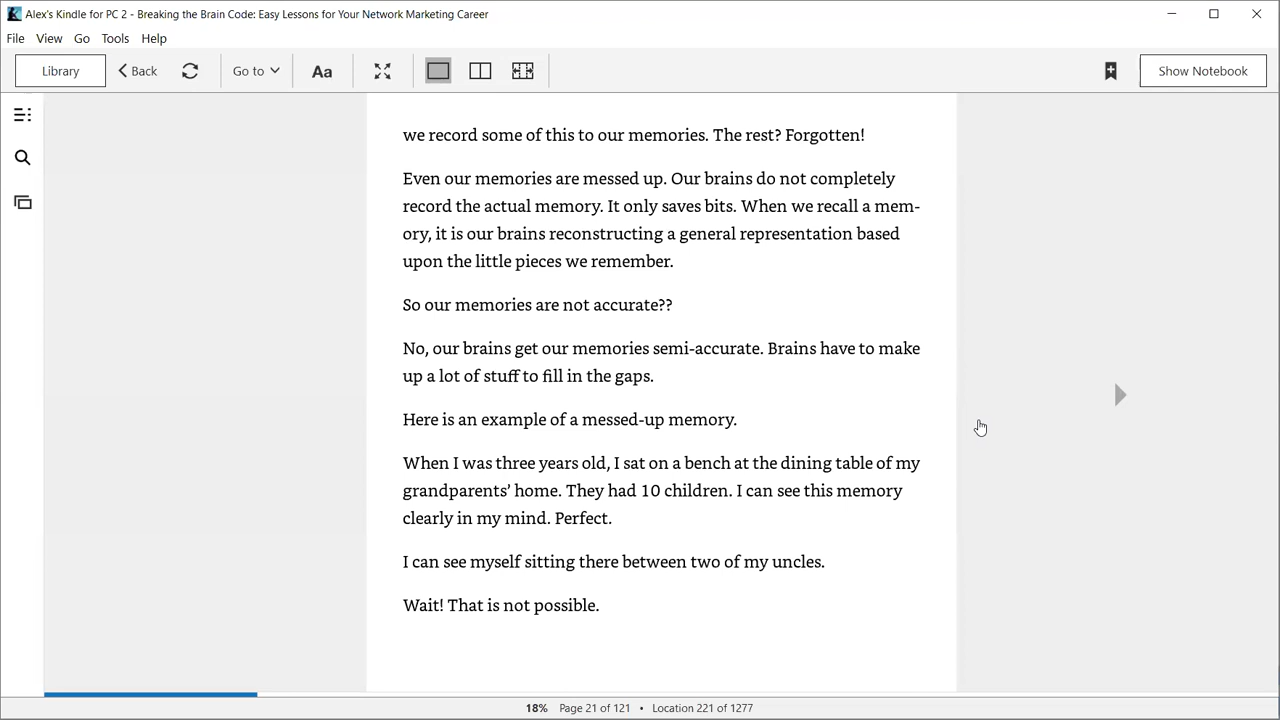 Alex's Kindle for PC 2 - Breaking the Brain Code: Easy Lessons for Your Network Marketing Career
File View Go Tools Help
Library Back Go to Aa Show Notebook
we record some of this to our memories. The rest? Forgotten!
Even our memories are messed up. Our brains do not completely
record the actual memory. It only saves bits. When we recall a mem-
ory, it is our brains reconstructing a general representation based
upon the little pieces we remember.
So our memories are not accurate??
No, our brains get our memories semi-accurate. Brains have to make
up a lot of stuff to fill in the gaps.
Here is an example of a messed-up memory.
When I was three years old, I sat on a bench at the dining table of my
grandparents’ home. They had 10 children. I can see this memory
clearly in my mind. Perfect.
I can see myself sitting there between two of my uncles.
Wait! That is not possible.
18% Page 21 of 121 • Location 221 of 1277